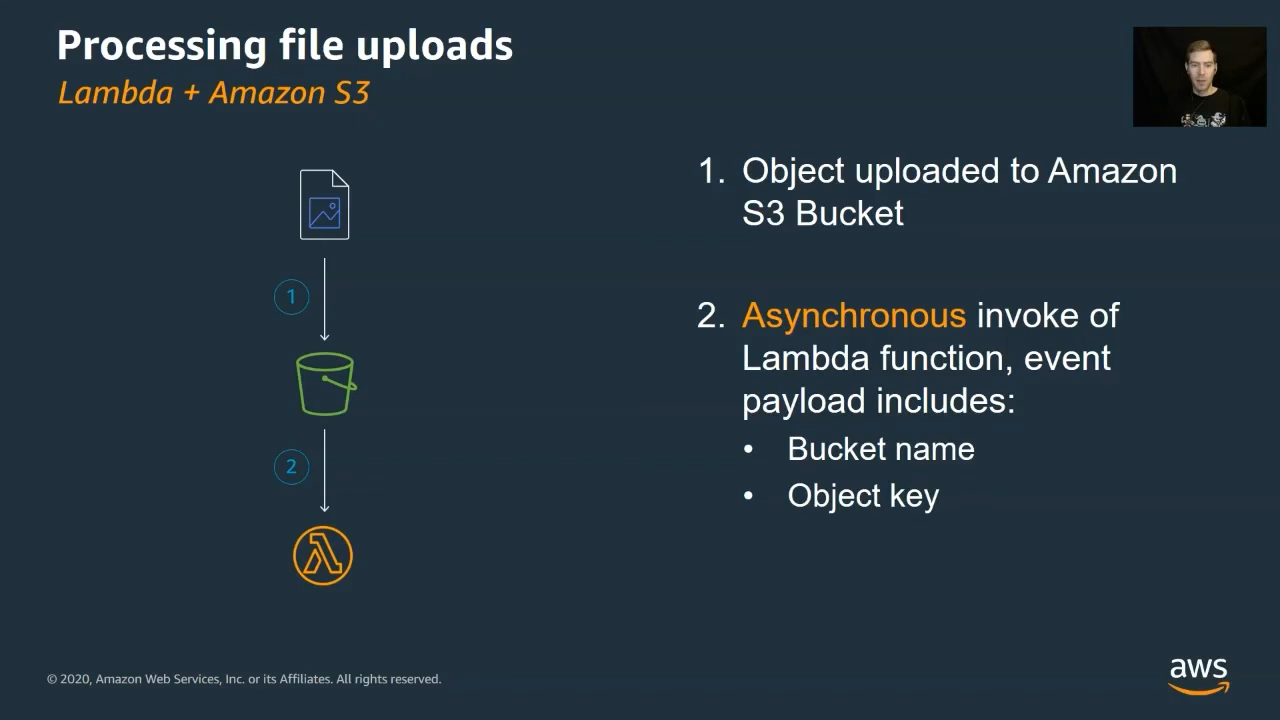 Processing file uploads
Lambda + Amazon S3
1. Object uploaded to Amazon
S3 Bucket
1
2. Asynchronous invoke of
Lambda function, event
payload includes:
• Bucket name
2
• Object key
© 2020, Amazon Web Services, Inc. or its Affiliates. All rights reserved.
aws